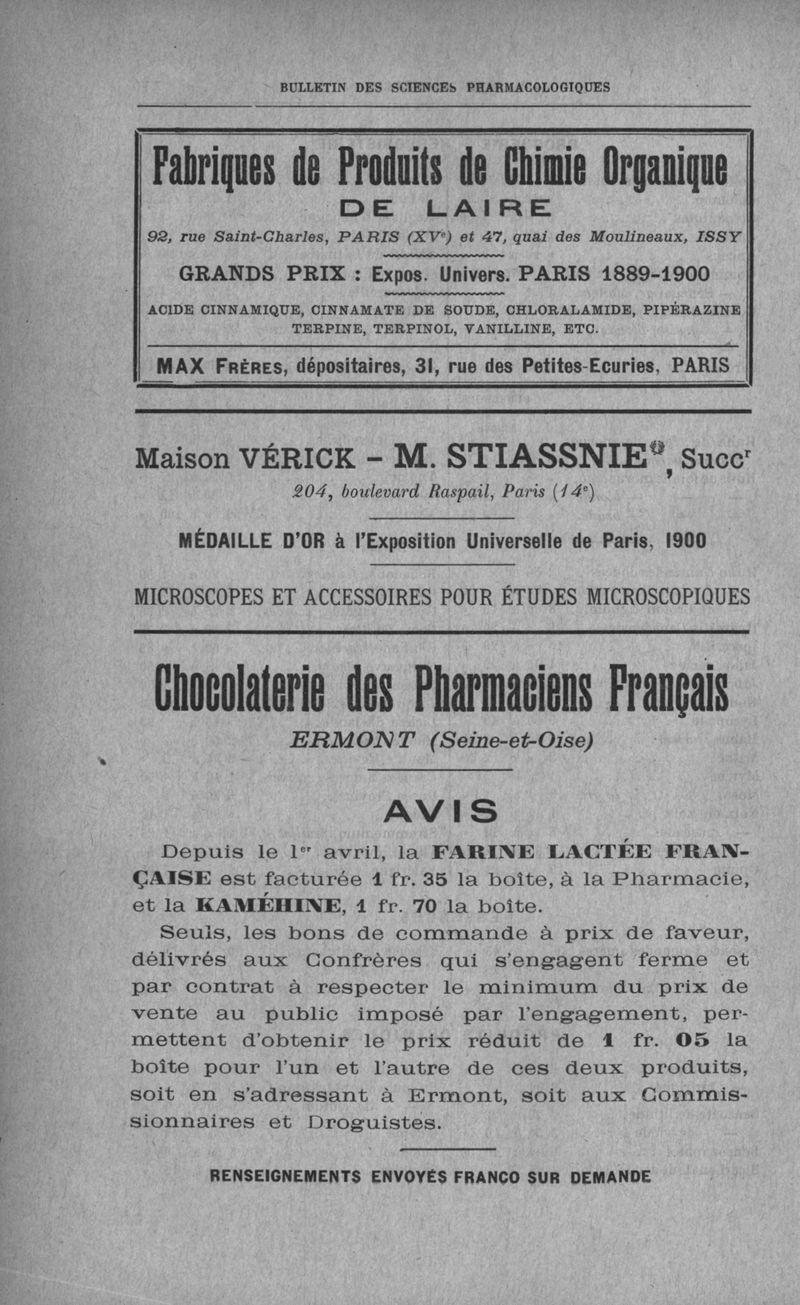 BULLETIN DES SCIENCES PHARMACOLOGIQUES
Fabriques de Produits de Chimie Organique
DE LAIRE
92, rue Saint-Charles, PARIS (XVe) et 47, quai des Moulineaux, ISSY
GRANDS PRIX : Expos. Univers. PARIS 1889-1900
ACIDE CINNAMIQUE, CINNAMATE DE SOUDE, CHLORALAMIDE, PIPÉRAZINE
TERPINE, TERPINOL, VANILLINE, ETC.
MAX FRÈRES, dépositaires, 31, rue des Petites-Ecuries, PARIS
Maison VÉRICK – M. STIASSNIE, Succr
204, boulevard Raspail, Paris (14e)
MÉDAILLE D'OR à l'Exposition Universelle de Paris, 1900
MICROSCOPES ET ACCESSOIRES POUR ÉTUDES MICROSCOPIQUES
Chocolaterie des Pharmaciens Français
ERMONT (Seine-et-Oise)
AVIS
Depuis le 1er avril, la FARINE LACTÉE FRAN-
ÇAISE est facturée 1 fr. 35 la boîte, à la Pharmacie,
et la KAMÉHINE, 1 fr. 70 la boîte.
Seuls, les bons de commande à prix de faveur,
délivrés aux Confrères qui s'engagent ferme et
par contrat à respecter le minimum du prix de
vente au public imposé par l'engagement, per-
mettent d'obtenir le prix réduit de 1 fr. 05 la
boîte pour l'un et l'autre de ces deux produits,
soit en s'adressant à Ermont, soit aux Commis-
sionnaires et Droguistes.
RENSEIGNEMENTS ENVOYÉS FRANCO SUR DEMANDE